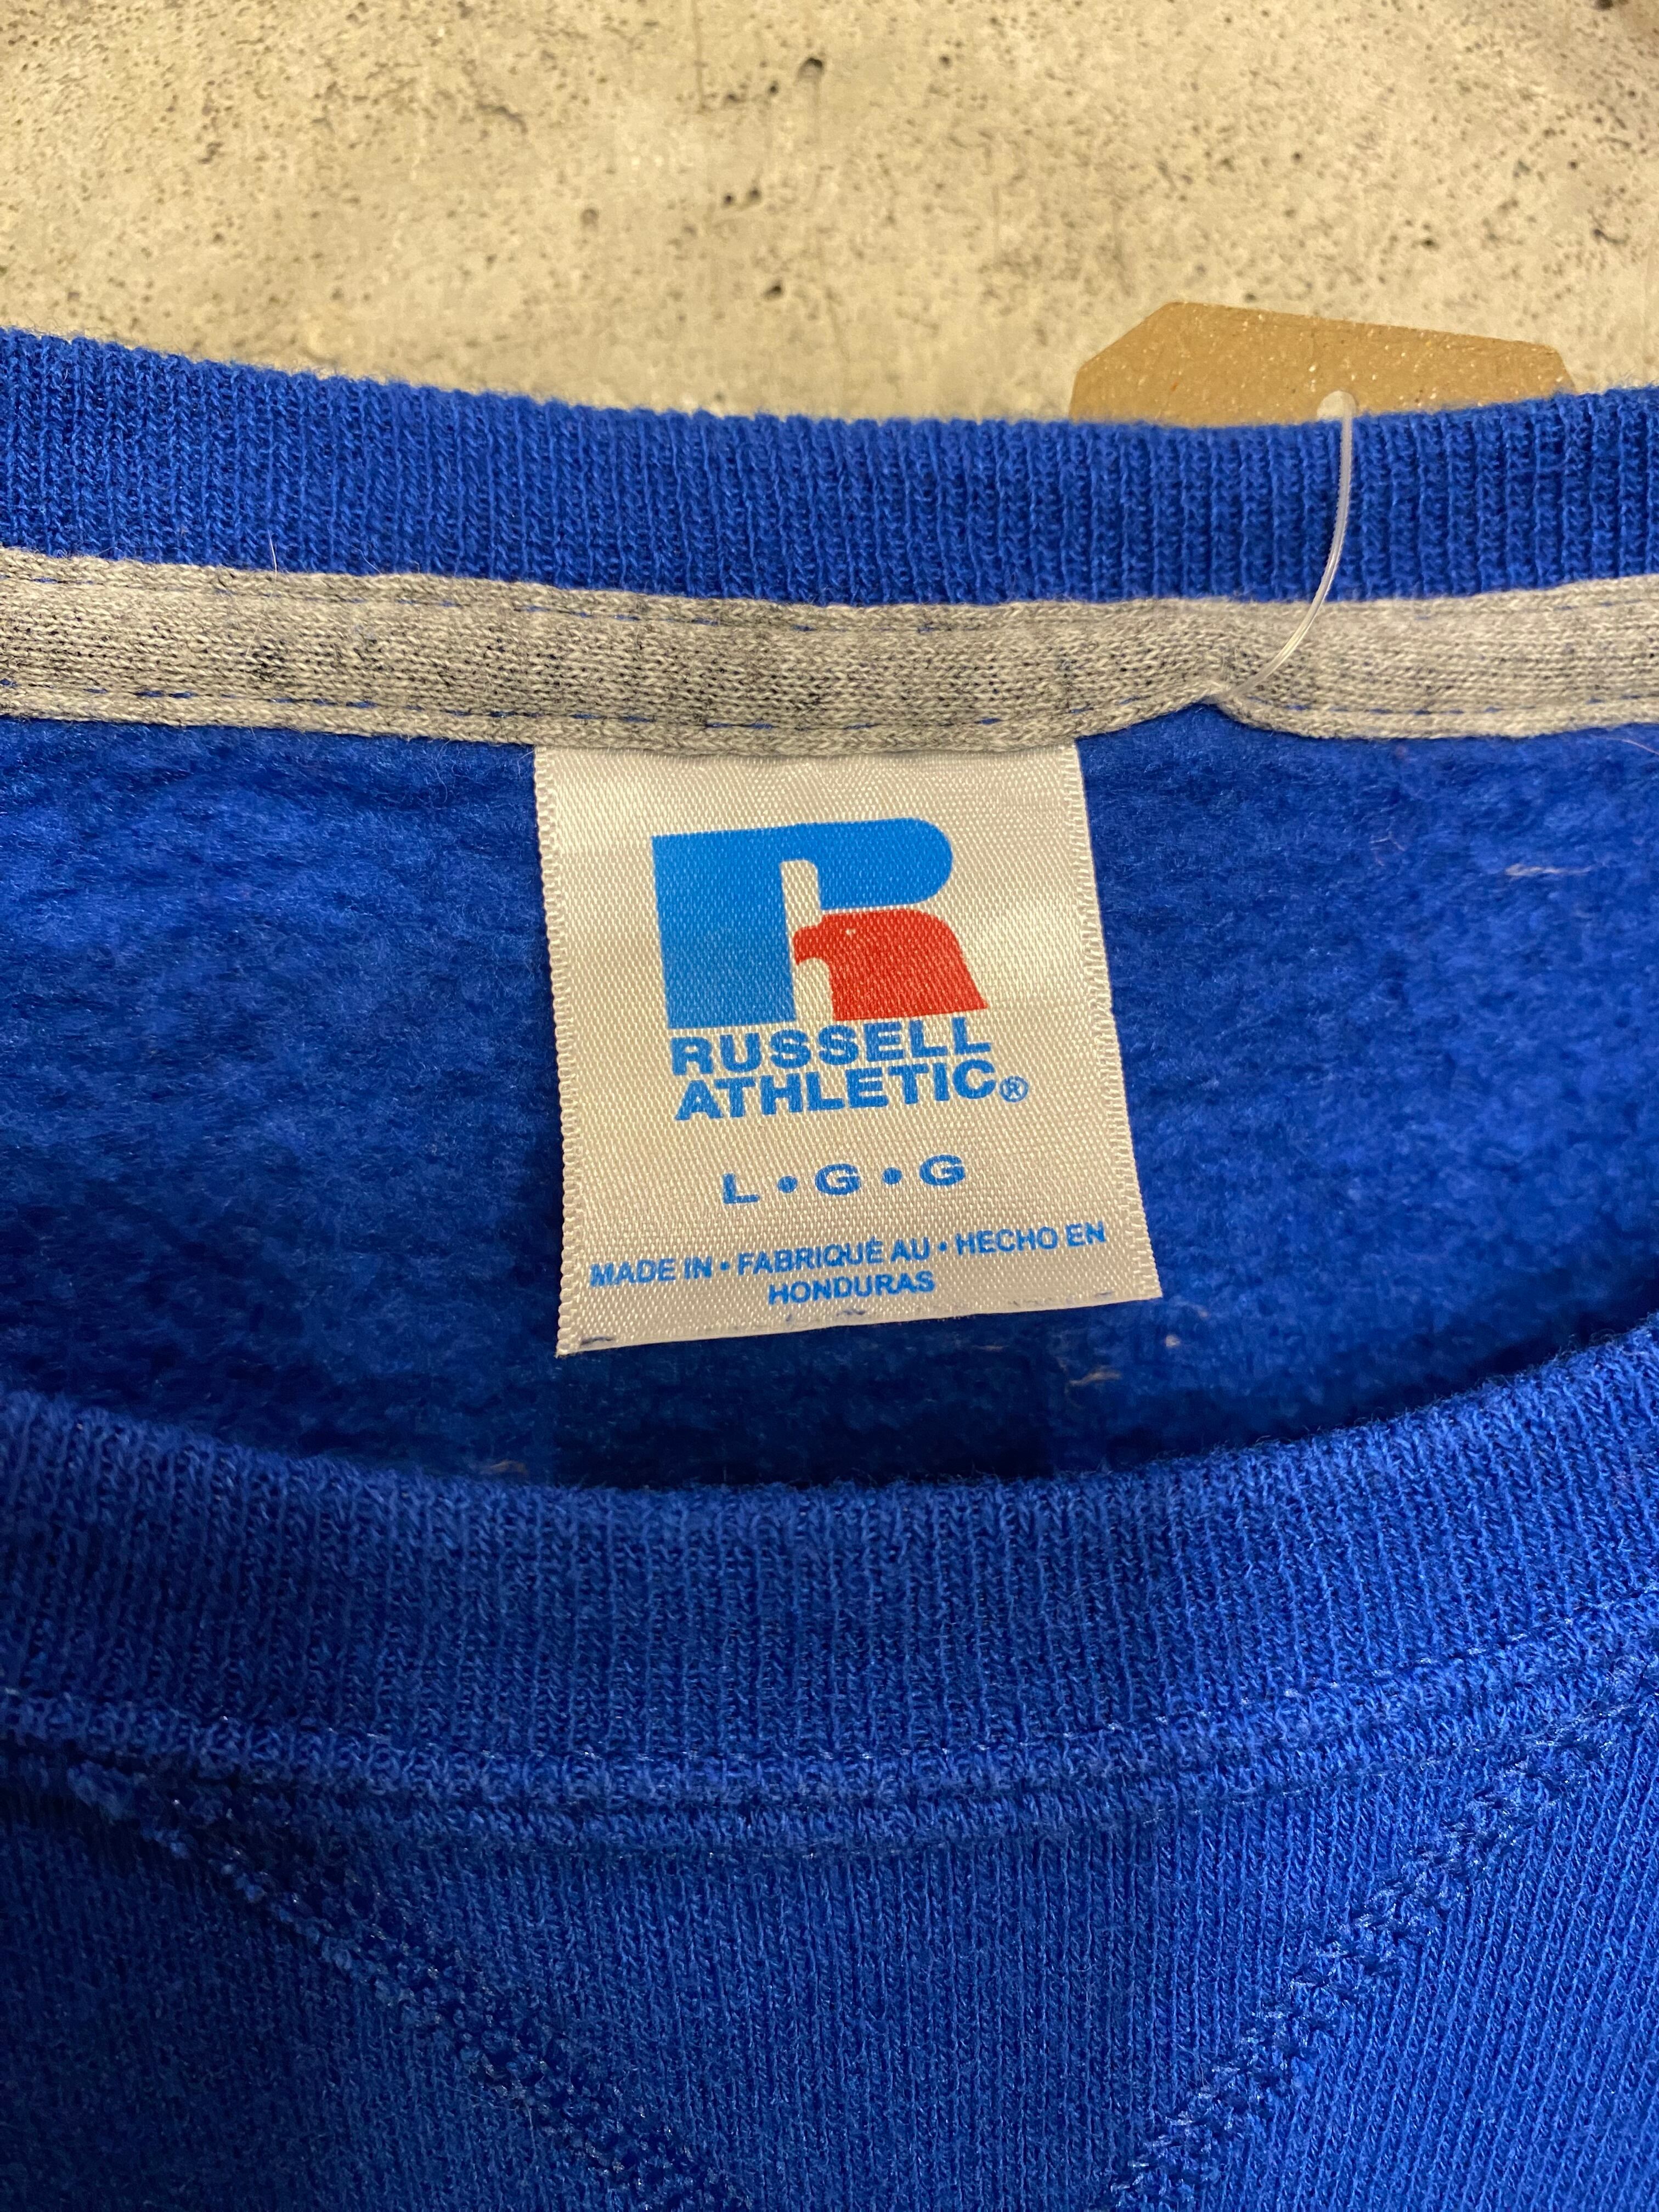 R
RUSSELL
ATHLETIC®
L•G•G
MADE IN • FABRIQUÉ AU • HECHO EN
HONDURAS